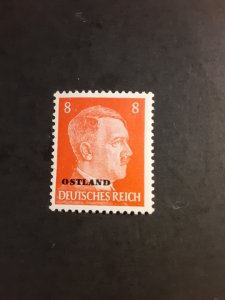 8 8
OSTLAND
DEUTSCHES REICH